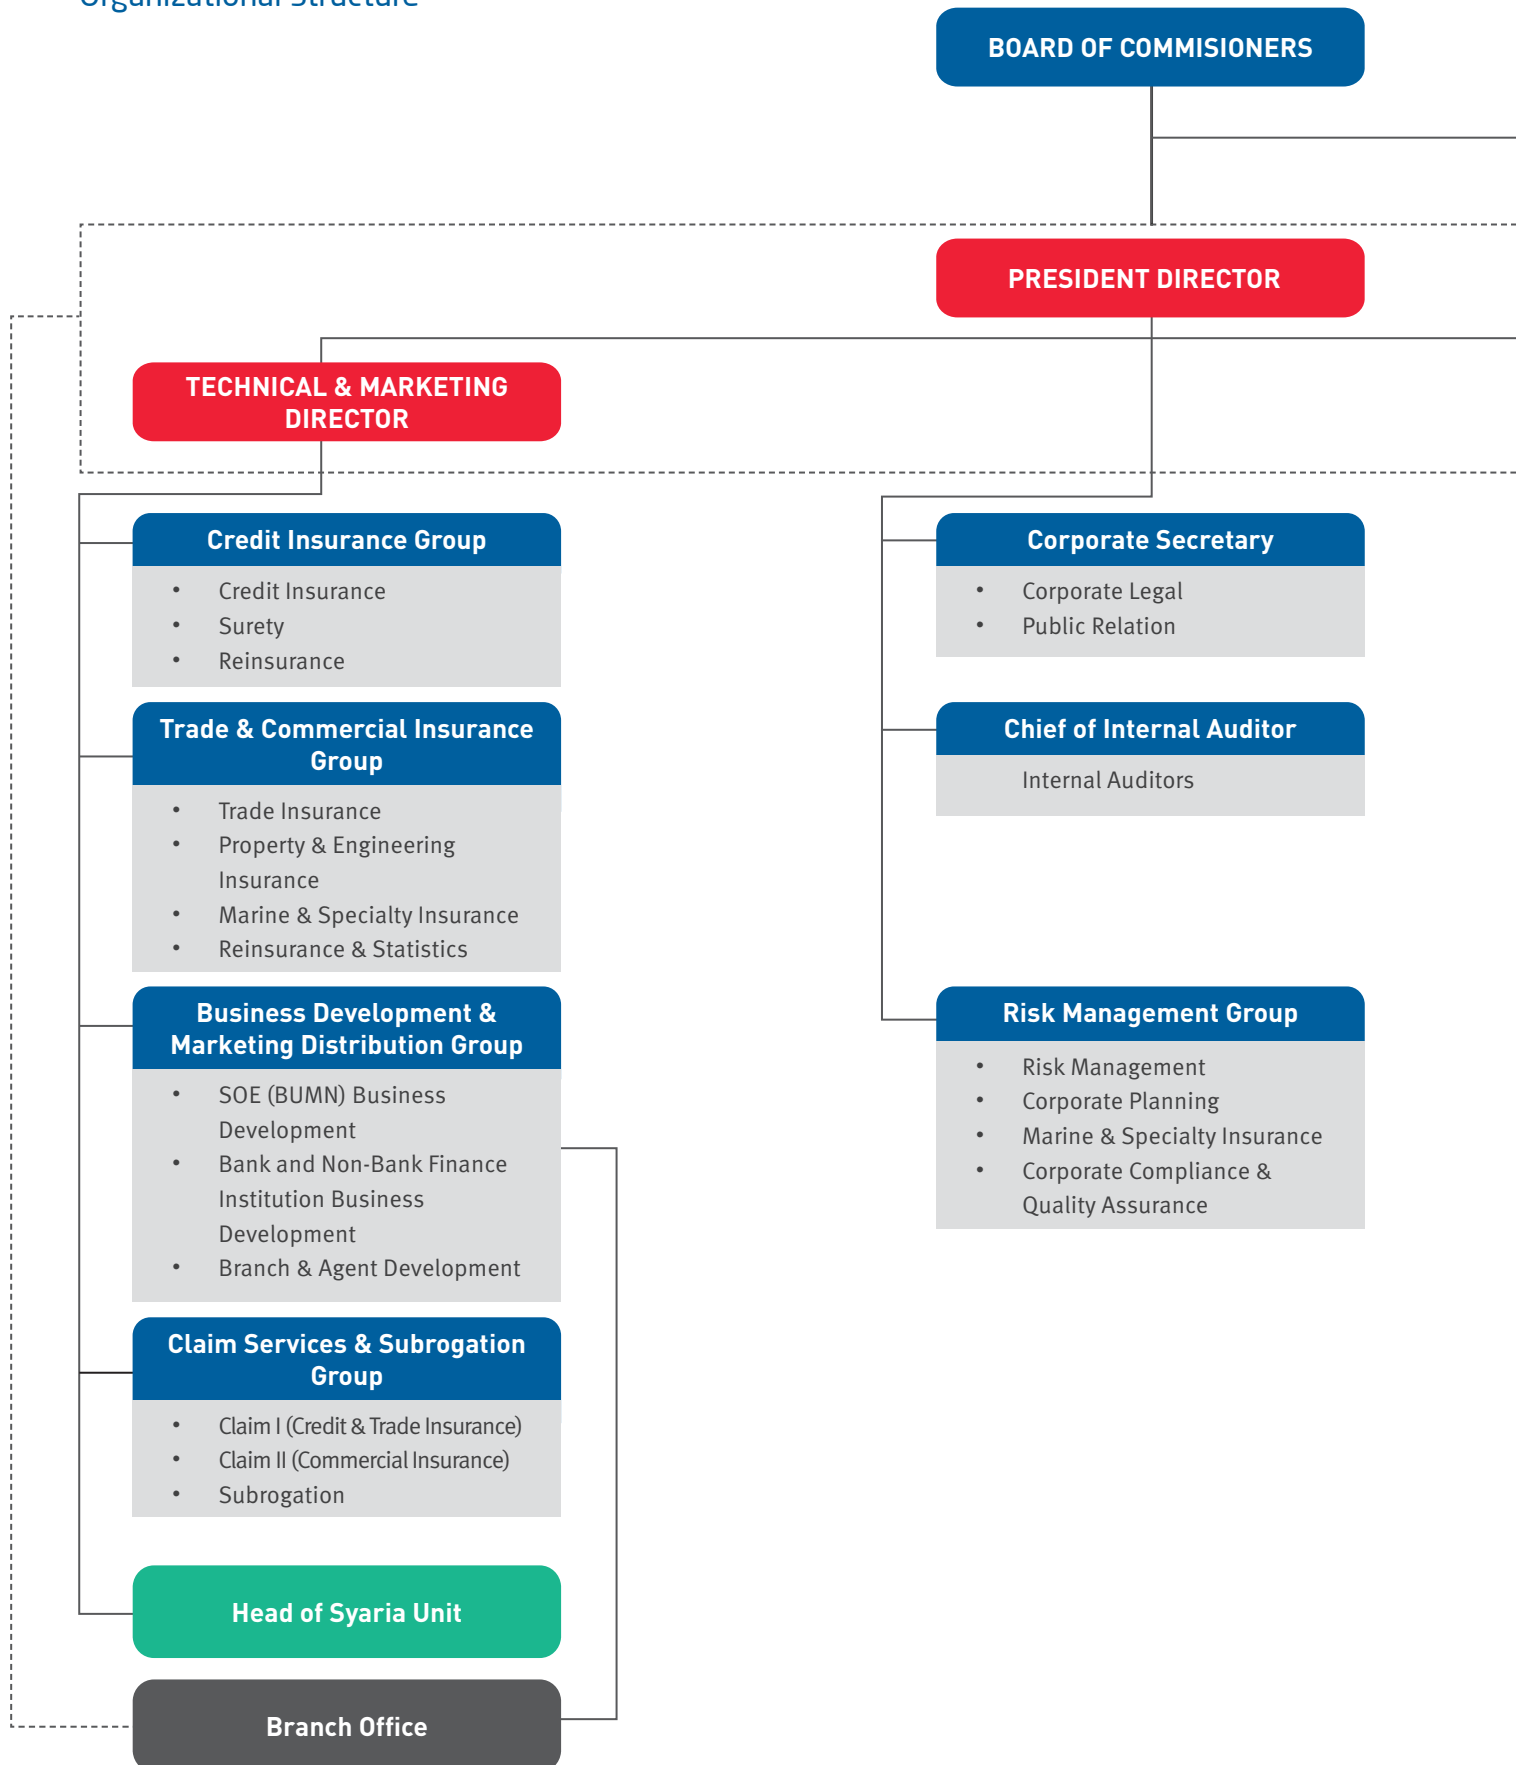 Organizational Structure
BOARD OF COMMISIONERS
PRESIDENT DIRECTOR
TECHNICAL & MARKETING
DIRECTOR
Credit Insurance Group
• Credit Insurance
• Surety
• Reinsurance
Trade & Commercial Insurance
Group
• Trade Insurance
• Property & Engineering
Insurance
• Marine & Specialty Insurance
• Reinsurance & Statistics
Business Development &
Marketing Distribution Group
• SOE (BUMN) Business
Development
• Bank and Non-Bank Finance
Institution Business
Development
• Branch & Agent Development
Claim Services & Subrogation
Group
• Claim I (Credit & Trade Insurance)
• Claim II (Commercial Insurance)
• Subrogation
Head of Syaria Unit
Branch Office
Corporate Secretary
• Corporate Legal
• Public Relation
Chief of Internal Auditor
Internal Auditors
Risk Management Group
• Risk Management
• Corporate Planning
• Marine & Specialty Insurance
• Corporate Compliance &
Quality Assurance